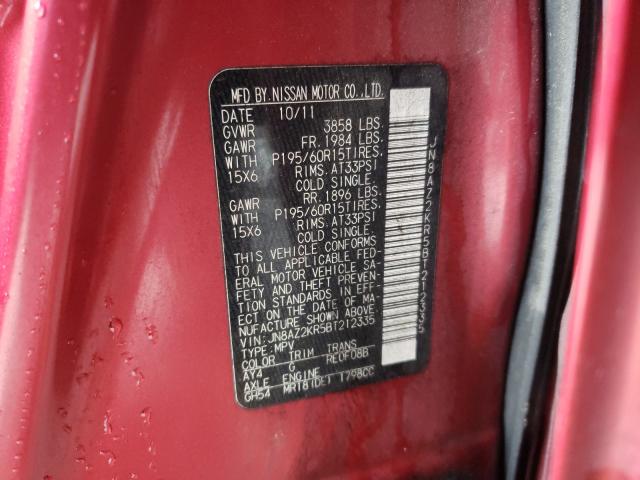 MFD BY NISSAN MOTOR CO.,LTD.
DATE 10/11
GVWR 3858 LBS.
GAWR FR. 1984 LBS.
WITH P195/60R15TIRES.
15X6 RIMS. AT33PSI
COLD SINGLE.
GAWR RR. 1896 LBS.
WITH P195/60R15TIRES.
15X6 RIMS. AT33PSI
COLD SINGLE.
THIS VEHICLE CONFORMS
TO ALL APPLICABLE FED-
ERAL MOTOR VEHICLE SA-
FETY AND THEFT PREVEN-
TION STANDARDS IN EFF-
ECT ON THE DATE OF MA-
NUFACTURE SHOWN ABOVE.
VIN: JN8AZ2KR5BT212335
TYPE: MPV
COLOR TRIM TRANS
AY4 G RE0F08B
AXLE ENGINE
GH54 MR18(DE) 1798CC
JN8AZ2KR5BT212335